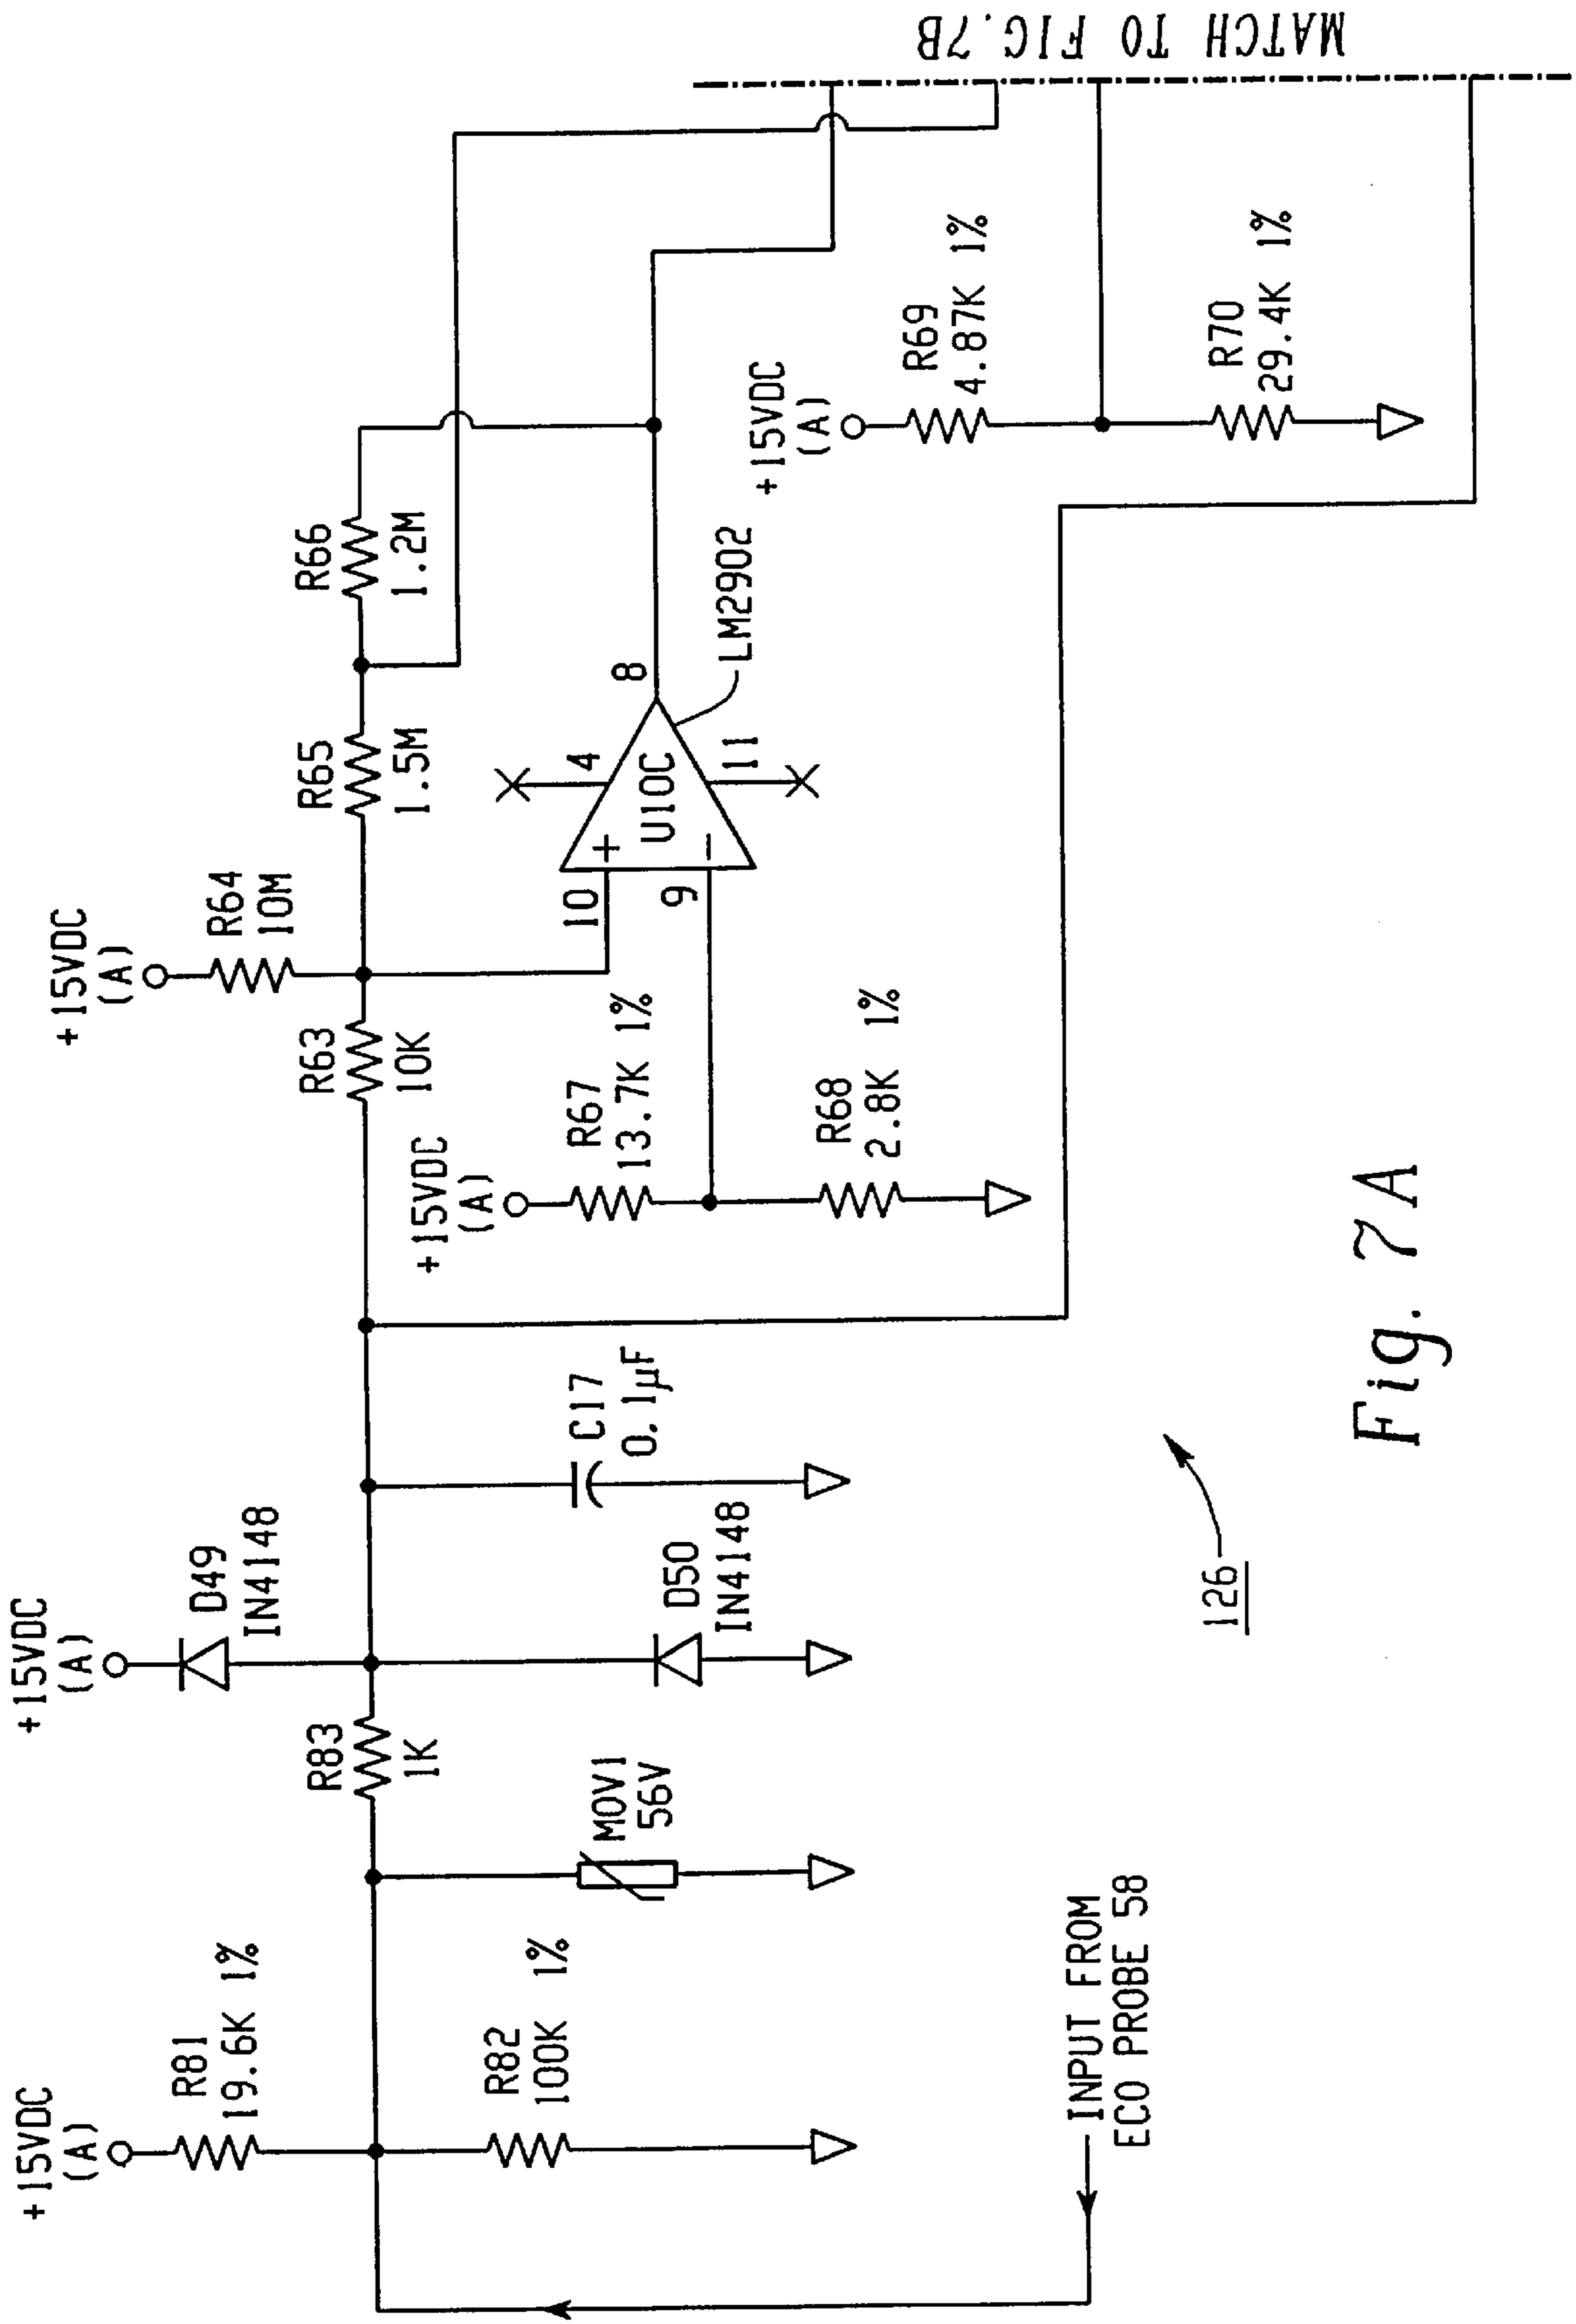 +15VDC
(A)
R81
19.6K 1%
R82
100K 1%
INPUT FROM
ECO PROBE 58
MOV1
56V
R83
1K
+15VDC
(A)
D49
IN4148
D50
IN4148
C17
0.1µF
126
+15VDC
(A)
R67
13.7K 1%
R68
2.8K 1%
R63
10K
+15VDC
(A)
R64
10M
10
9
+
−
U10C
4
11
8
LM2902
R65
1.5M
R66
1.2M
+15VDC
(A)
R69
4.87K 1%
R70
29.4K 1%
MATCH TO FIG.7B
Fig. 7A